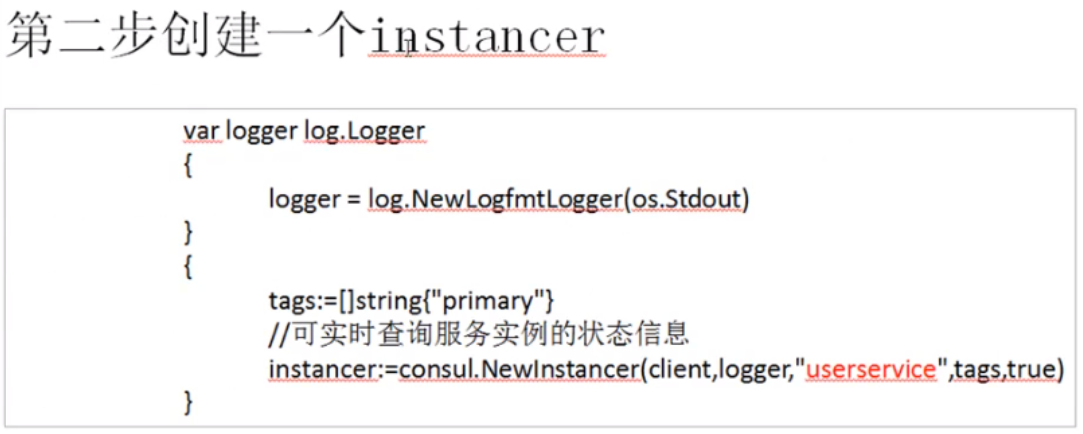 第二步创建一个instancer
var logger log.Logger
{
logger = log.NewLogfmtLogger(os.Stdout)
}
{
tags:=[]string{"primary"}
//可实时查询服务实例的状态信息
instancer:=consul.NewInstancer(client,logger,"userservice",tags,true)
}